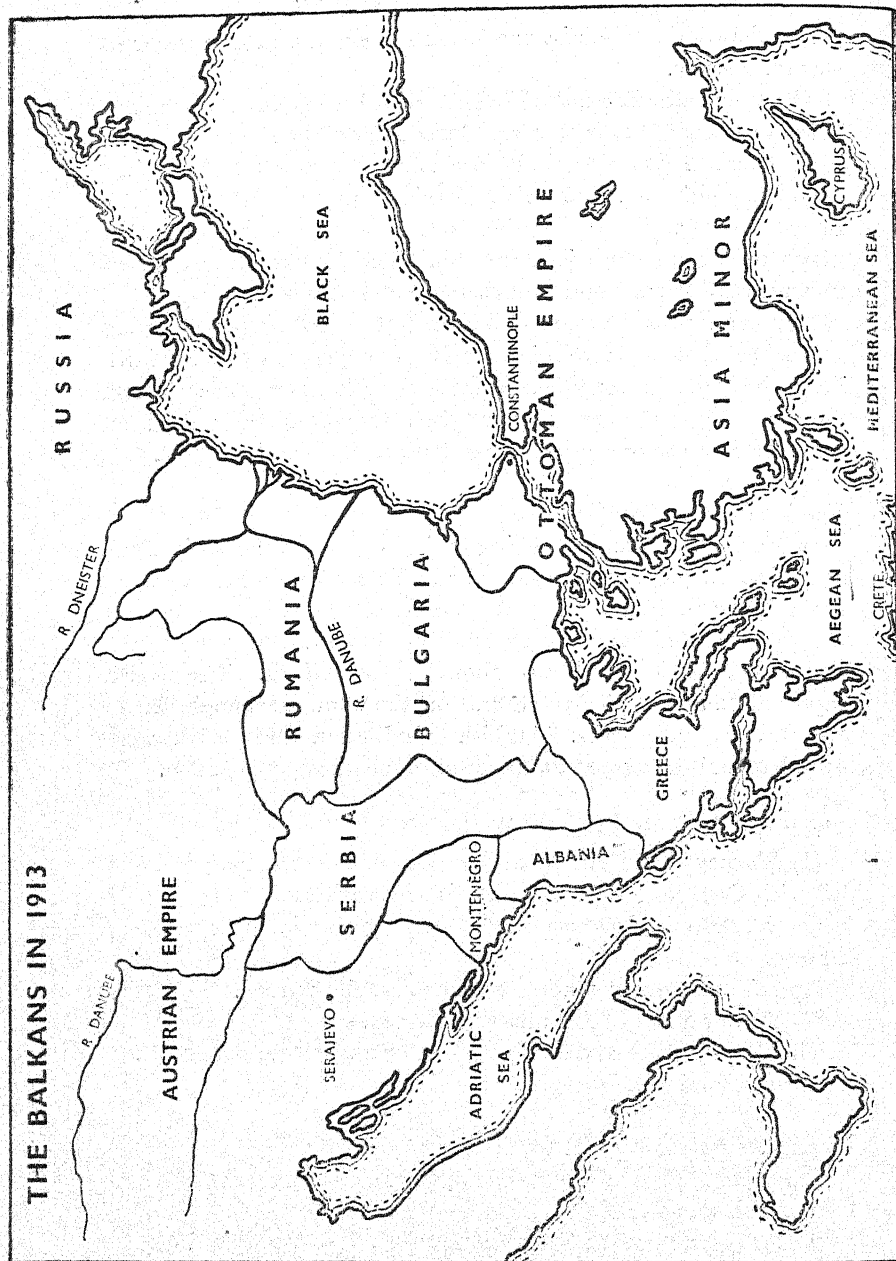 THE BALKANS IN 1913
RUSSIA
R. DNEISTER
R. DANUBE
AUSTRIAN EMPIRE
RUMANIA
BLACK SEA
R. DANUBE
SERBIA
BULGARIA
SERAJEVO
CONSTANTINOPLE
OTTOMAN EMPIRE
MONTENEGRO
ADRIATIC
SEA
ALBANIA
GREECE
ASIA MINOR
AEGEAN SEA
CRETE
CYPRUS
MEDITERRANEAN SEA